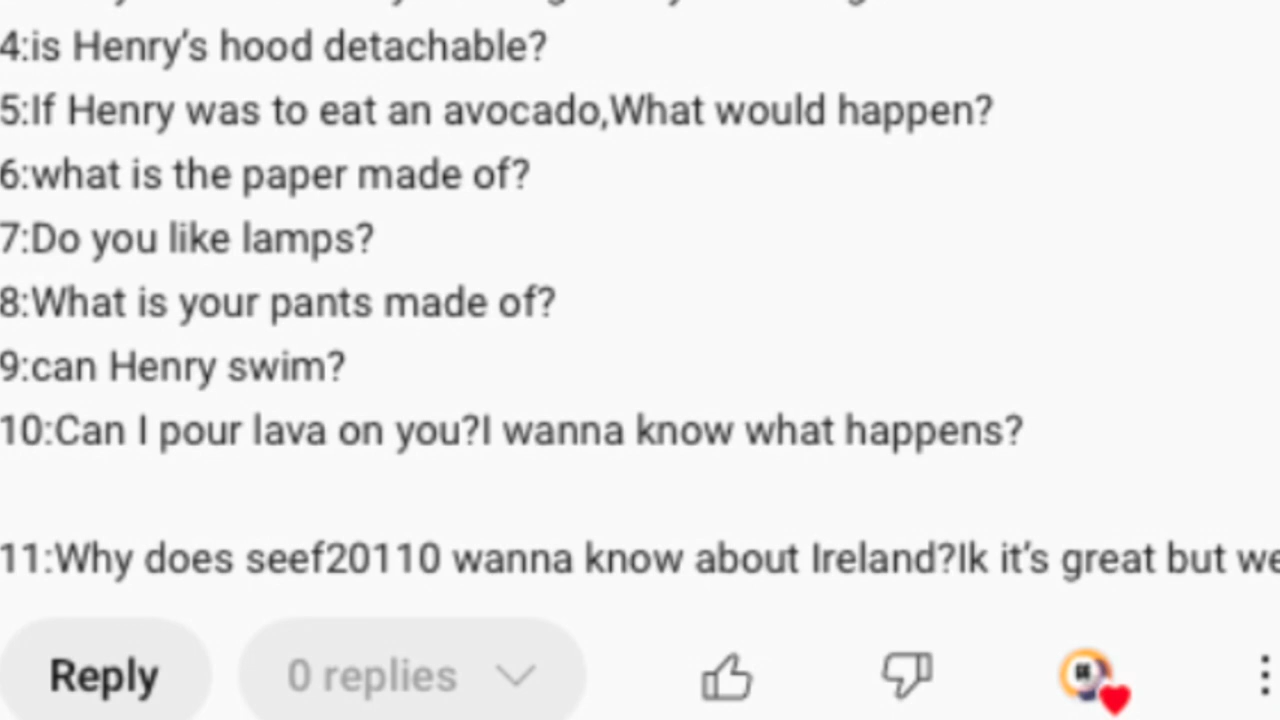 4:is Henry's hood detachable?
5:If Henry was to eat an avocado,What would happen?
6:what is the paper made of?
7:Do you like lamps?
8:What is your pants made of?
9:can Henry swim?
10:Can I pour lava on you?I wanna know what happens?
11:Why does seef20110 wanna know about Ireland?Ik it's great but we
Reply
0 replies